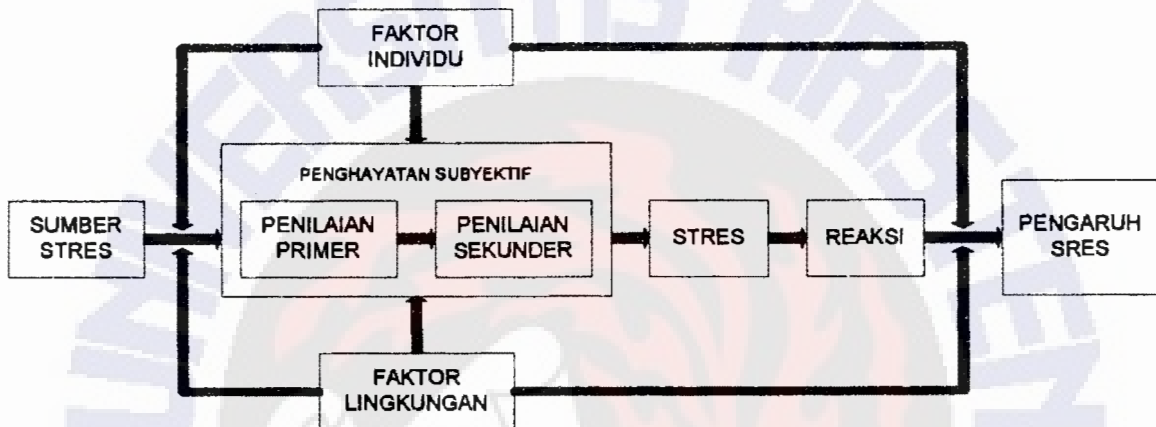 FAKTOR
INDIVIDU
PENGHAYATAN SUBYEKTIF
SUMBER
STRES
PENILAIAN
PRIMER
PENILAIAN
SEKUNDER
STRES
REAKSI
PENGARUH
SRES
FAKTOR
LINGKUNGAN